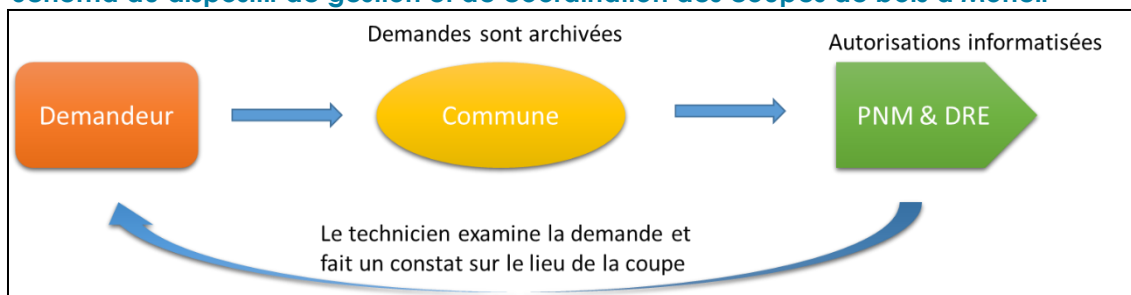 Demandes sont archivées
Autorisations informatisées
Demandeur
Commune
PNM & DRE
Le technicien examine la demande et
fait un constat sur le lieu de la coupe